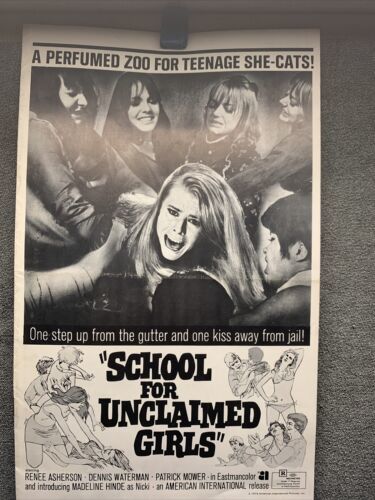 A PERFUMED ZOO FOR TEENAGE SHE-CATS!
One step up from the gutter and one kiss away from jail!
"SCHOOL
FOR
UNCLAIMED
GIRLS"
starring
RENEE ASHERSON · DENNIS WATERMAN · PATRICK MOWER · in Eastmancolor
and introducing MADELINE HINDE as Nicki · an AMERICAN INTERNATIONAL release
R